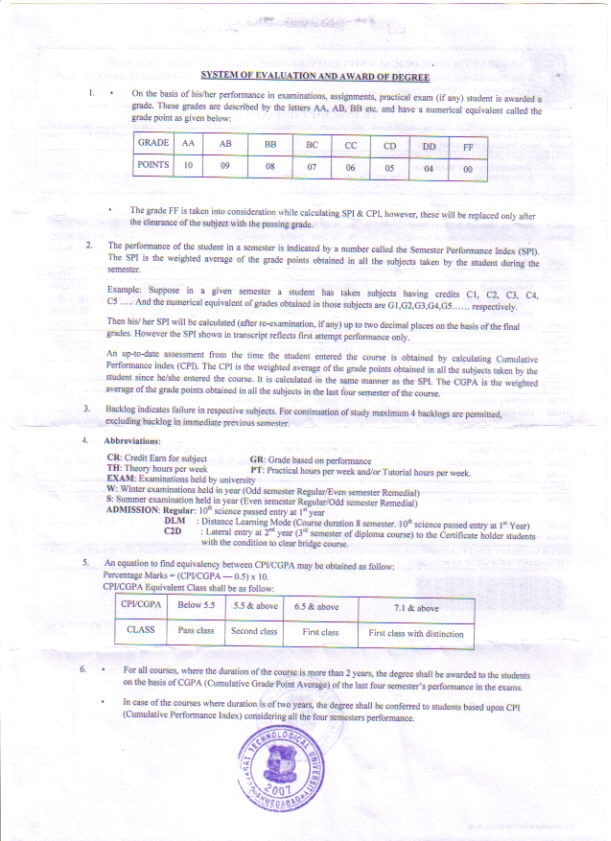 SYSTEM OF EVALUATION AND AWARD OF DEGREE
1. • On the basis of his/her performance in examinations, assignments, practical exam (if any) student is awarded a
grade. These grades are described by the letters AA, AB, BB etc. and have a numerical equivalent called the
grade point as given below:
GRADE AA AB BB BC CC CD DD FF
POINTS 10 09 08 07 06 05 04 00
• The grade FF is taken into consideration while calculating SPI & CPI, however, these will be replaced only after
the clearance of the subject with the passing grade.
2. The performance of the student in a semester is indicated by a number called the Semester Performance Index (SPI).
The SPI is the weighted average of the grade points obtained in all the subjects taken by the student during the
semester.
Example: Suppose in a given semester a student has taken subjects having credits C1, C2, C3, C4,
C5 ..... And the numerical equivalent of grades obtained in those subjects are G1,G2,G3,G4,G5...... respectively.
Then his/ her SPI will be calculated (after re-examination, if any) up to two decimal places on the basis of the final
grades. However the SPI shown in transcript reflects first attempt performance only.
An up-to-date assessment from the time the student entered the course is obtained by calculating Cumulative
Performance index (CPI). The CPI is the weighted average of the grade points obtained in all the subjects taken by the
student since he/she entered the course. It is calculated in the same manner as the SPI. The CGPA is the weighted
average of the grade points obtained in all the subjects in the last four semester of the course.
3. Backlog indicates failure in respective subjects. For continuation of study maximum 4 backlogs are permitted,
excluding backlog in immediate previous semester.
4. Abbreviations:
CR: Credit Earn for subject GR: Grade based on performance
TH: Theory hours per week PT: Practical hours per week and/or Tutorial hours per week.
EXAM: Examinations held by university
W: Winter examinations held in year (Odd semester Regular/Even semester Remedial)
S: Summer examination held in year (Even semester Regular/Odd semester Remedial)
ADMISSION: Regular: 10th science passed entry at 1st year
DLM : Distance Learning Mode (Course duration 8 semester. 10th science passed entry at 1st Year)
C2D : Lateral entry at 2nd year (3rd semester of diploma course) to the Certificate holder students
with the condition to clear bridge course.
5. An equation to find equivalency between CPI/CGPA may be obtained as follow:
Percentage Marks = (CPI/CGPA — 0.5) x 10.
CPI/CGPA Equivalent Class shall be as follow:
CPI/CGPA Below 5.5 5.5 & above 6.5 & above 7.1 & above
CLASS Pass class Second class First class First class with distinction
6. • For all courses, where the duration of the course is more than 2 years, the degree shall be awarded to the students
on the basis of CGPA (Cumulative Grade Point Average) of the last four semester's performance in the exams.
• In case of the courses where duration is of two years, the degree shall be conferred to students based upon CPI
(Cumulative Performance Index) considering all the four semesters performance.
TECHNOLOGICAL UNIVERSITY
2007
AHMEDABAD